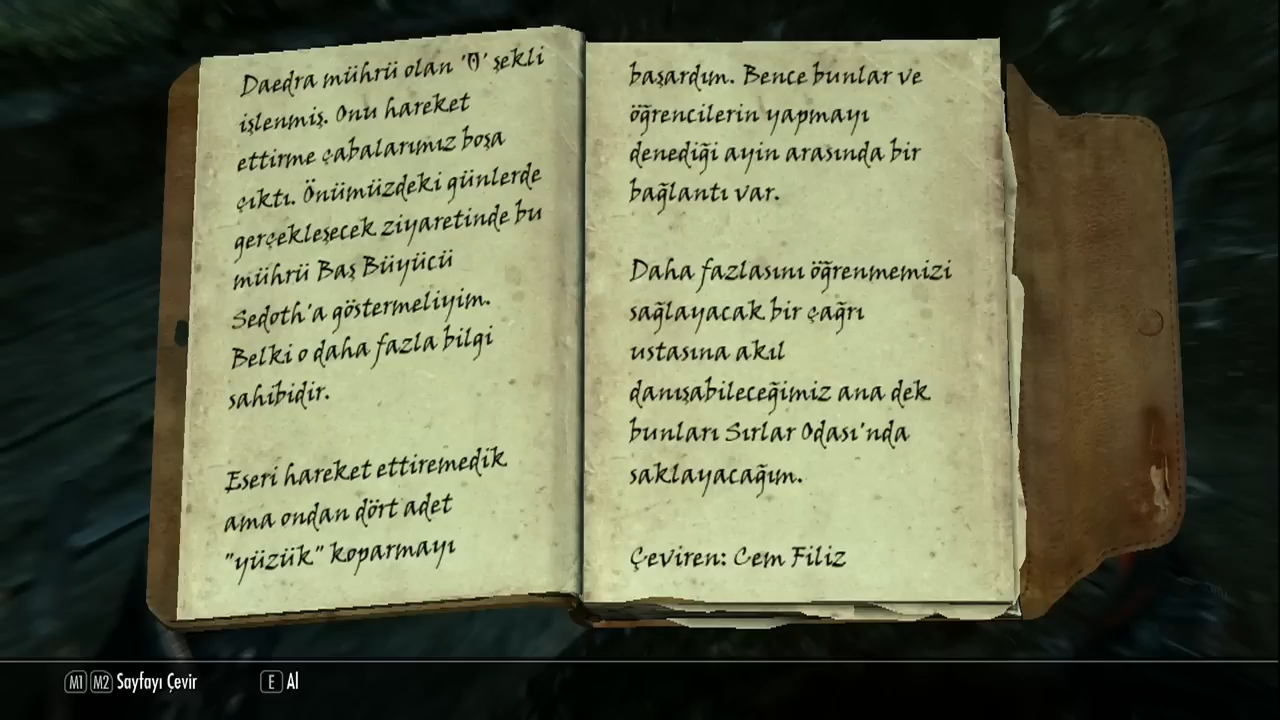 Daedra mührü olan '' şekli
işlenmiş. Onu hareket
ettirme çabalarımız boşa
çıktı. Önümüzdeki günlerde
gerçekleşecek ziyaretinde bu
mührü Baş Büyücü
Sedoth'a göstermeliyim.
Belki o daha fazla bilgi
sahibidir.
Eseri hareket ettiremedik
ama ondan dört adet
"yüzük" koparmayı
başardım. Bence bunlar ve
öğrencilerin yapmayı
denediği ayin arasında bir
bağlantı var.
Daha fazlasını öğrenmemizi
sağlayacak bir çağrı
ustasına akıl
danışabileceğimiz ana dek
bunları Sırlar Odası'nda
saklayacağım.
Çeviren: Cem Filiz
M1 M2 Sayfayı Çevir
E Al